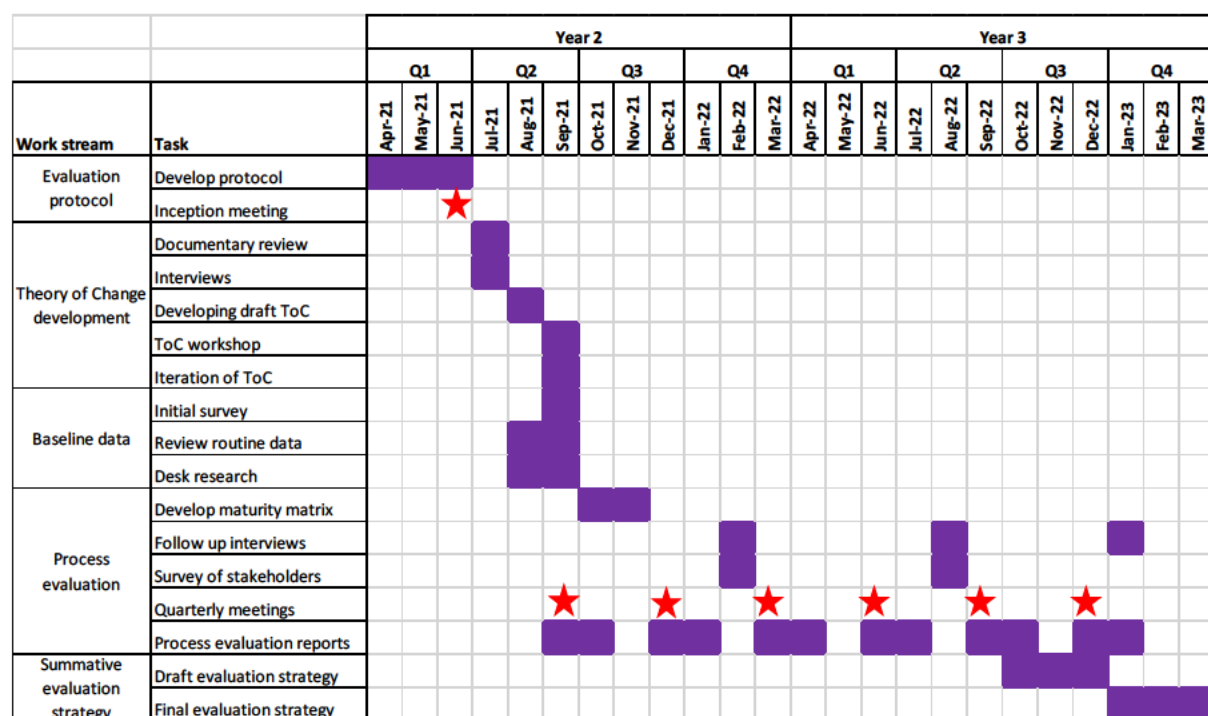 Year 2 Year 3
Q1 Q2 Q3 Q4 Q1 Q2 Q3 Q4
Work stream Task Apr-21 May-21 Jun-21 Jul-21 Aug-21 Sep-21 Oct-21 Nov-21 Dec-21 Jan-22 Feb-22 Mar-22 Apr-22 May-22 Jun-22 Jul-22 Aug-22 Sep-22 Oct-22 Nov-22 Dec-22 Jan-23 Feb-23 Mar-23
Evaluation
protocol
Develop protocol
Inception meeting
Theory of Change
development
Documentary review
Interviews
Developing draft ToC
ToC workshop
Iteration of ToC
Baseline data
Initial survey
Review routine data
Desk research
Process
evaluation
Develop maturity matrix
Follow up interviews
Survey of stakeholders
Quarterly meetings
Process evaluation reports
Summative
evaluation
strategy
Draft evaluation strategy
Final evaluation strategy